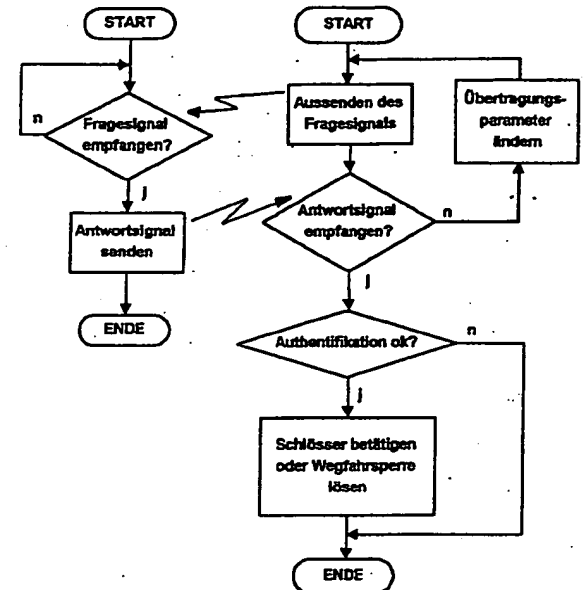 START
n
Fragesignal
empfangen?
j
Antwortsignal
sanden
ENDE
START
Aussenden des
Fragesignals
Übertragungs-
parameter
ändern
Antwortsignal
empfangen?
n
j
Authentifikation ok?
n
j
Schlösser betätigen
oder Wegfahrsperre
lösen
ENDE